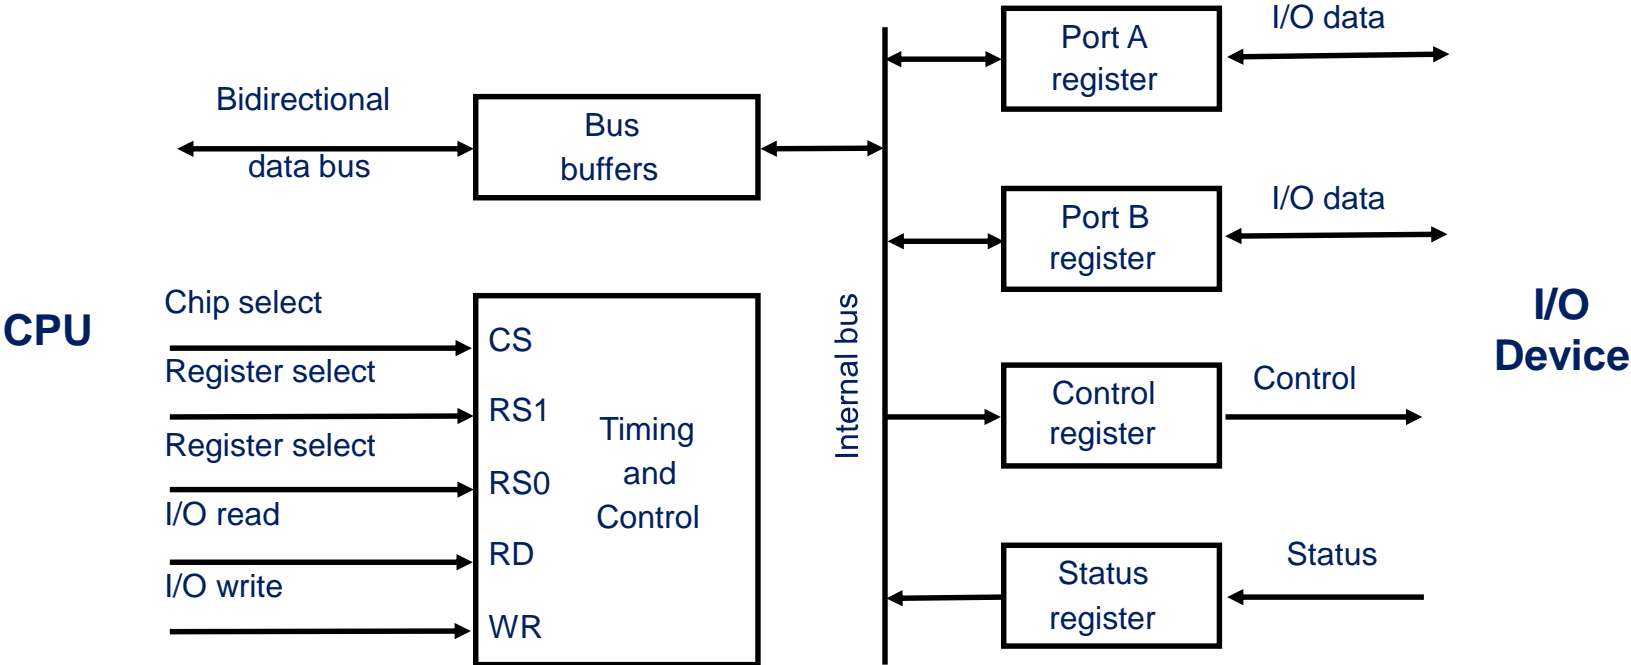 CPU
Bidirectional
data bus
Bus
buffers
Chip select
CS
Register select
RS1
Register select
RS0
I/O read
RD
I/O write
WR
Timing
and
Control
Internal bus
Port A
register
I/O data
Port B
register
I/O data
Control
register
Control
Status
register
Status
I/O
Device